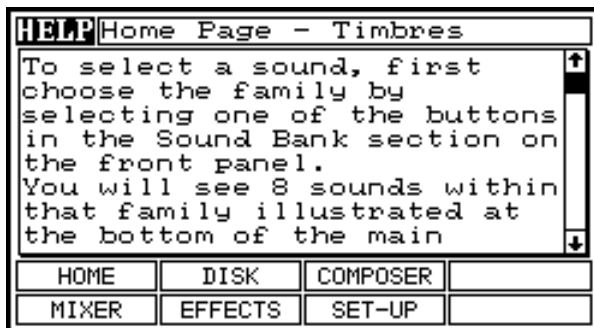 HELP Home Page - Timbres
To select a sound, first
choose the family by
selecting one of the buttons
in the Sound Bank section on
the front panel.
You will see 8 sounds within
that family illustrated at
the bottom of the main
HOME DISK COMPOSER
MIXER EFFECTS SET-UP